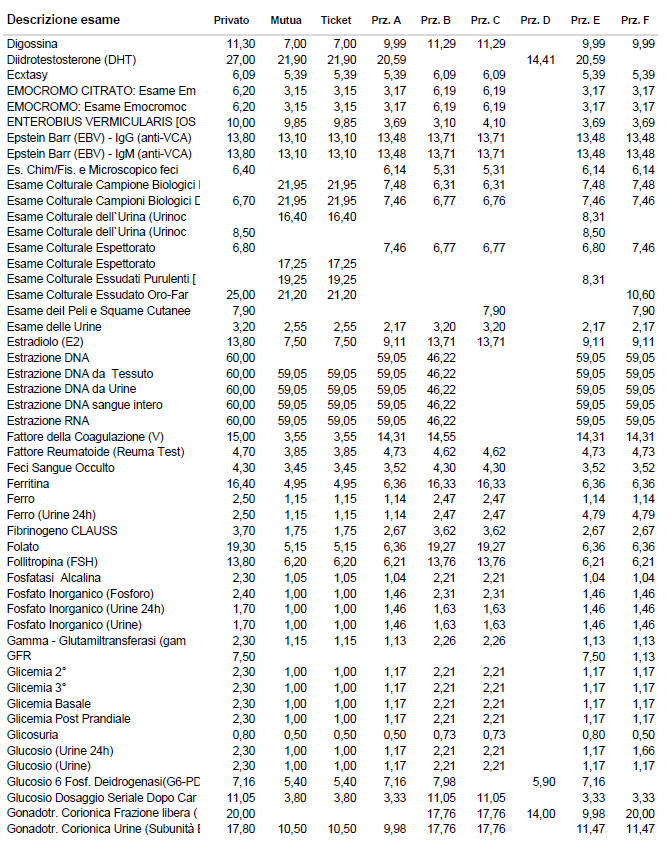 Descrizione esame Privato Mutua Ticket Prz. A Prz. B Prz. C Prz. D Prz. E Prz. F
Digossina 11,30 7,00 7,00 9,99 11,29 11,29 9,99 9,99
Diidrotestosterone (DHT) 27,00 21,90 21,90 20,59 14,41 20,59
Ecxtasy 6,09 5,39 5,39 5,39 6,09 6,09 5,39 5,39
EMOCROMO CITRATO: Esame Em 6,20 3,15 3,15 3,17 6,19 6,19 3,17 3,17
EMOCROMO: Esame Emocromoc 6,20 3,15 3,15 3,17 6,19 6,19 3,17 3,17
ENTEROBIUS VERMICULARIS [OS 10,00 9,85 9,85 3,69 3,10 4,10 3,69 3,69
Epstein Barr (EBV) - IgG (anti-VCA) 13,80 13,10 13,10 13,48 13,71 13,71 13,48 13,48
Epstein Barr (EBV) - IgM (anti-VCA) 13,80 13,10 13,10 13,48 13,71 13,71 13,48 13,48
Es. Chim/Fis. e Microscopico feci 6,40 6,14 5,31 5,31 6,14 6,14
Esame Colturale Campione Biologici 21,95 21,95 7,48 6,31 6,31 7,48 7,48
Esame Colturale Campioni Biologici D 6,70 21,95 21,95 7,46 6,77 6,76 7,46 7,46
Esame Colturale dell`Urina (Urinoc 16,40 16,40 8,31
Esame Colturale dell`Urina (Urinoc 8,50 8,50
Esame Colturale Espettorato 6,80 7,46 6,77 6,77 6,80 7,46
Esame Colturale Espettorato 17,25 17,25
Esame Colturale Essudati Purulenti [ 19,25 19,25 8,31
Esame Colturale Essudato Oro-Far 25,00 21,20 21,20 10,60
Esame deiI Peli e Squame Cutanee 7,90 7,90 7,90
Esame delle Urine 3,20 2,55 2,55 2,17 3,20 3,20 2,17 2,17
Estradiolo (E2) 13,80 7,50 7,50 9,11 13,71 13,71 9,11 9,11
Estrazione DNA 60,00 59,05 46,22 59,05 59,05
Estrazione DNA da Tessuto 60,00 59,05 59,05 59,05 46,22 59,05 59,05
Estrazione DNA da Urine 60,00 59,05 59,05 59,05 46,22 59,05 59,05
Estrazione DNA sangue intero 60,00 59,05 59,05 59,05 46,22 59,05 59,05
Estrazione RNA 60,00 59,05 59,05 59,05 46,22 59,05 59,05
Fattore della Coagulazione (V) 15,00 3,55 3,55 14,31 14,55 14,31 14,31
Fattore Reumatoide (Reuma Test) 4,70 3,85 3,85 4,73 4,62 4,62 4,73 4,73
Feci Sangue Occulto 4,30 3,45 3,45 3,52 4,30 4,30 3,52 3,52
Ferritina 16,40 4,95 4,95 6,36 16,33 16,33 6,36 6,36
Ferro 2,50 1,15 1,15 1,14 2,47 2,47 1,14 1,14
Ferro (Urine 24h) 2,50 1,15 1,15 1,14 2,47 2,47 4,79 4,79
Fibrinogeno CLAUSS 3,70 1,75 1,75 2,67 3,62 3,62 2,67 2,67
Folato 19,30 5,15 5,15 6,36 19,27 19,27 6,36 6,36
Follitropina (FSH) 13,80 6,20 6,20 6,21 13,76 13,76 6,21 6,21
Fosfatasi Alcalina 2,30 1,05 1,05 1,04 2,21 2,21 1,04 1,04
Fosfato Inorganico (Fosforo) 2,40 1,00 1,00 1,46 2,31 2,31 1,46 1,46
Fosfato Inorganico (Urine 24h) 1,70 1,00 1,00 1,46 1,63 1,63 1,46 1,46
Fosfato Inorganico (Urine) 1,70 1,00 1,00 1,46 1,63 1,63 1,46 1,46
Gamma - Glutamiltransferasi (gam 2,30 1,15 1,15 1,13 2,26 2,26 1,13 1,13
GFR 7,50 7,50 1,13
Glicemia 2° 2,30 1,00 1,00 1,17 2,21 2,21 1,17 1,17
Glicemia 3° 2,30 1,00 1,00 1,17 2,21 2,21 1,17 1,17
Glicemia Basale 2,30 1,00 1,00 1,17 2,21 2,21 1,17 1,17
Glicemia Post Prandiale 2,30 1,00 1,00 1,17 2,21 2,21 1,17 1,17
Glicosuria 0,80 0,50 0,50 0,50 0,73 0,73 0,80 0,50
Glucosio (Urine 24h) 2,30 1,00 1,00 1,17 2,21 2,21 1,17 1,66
Glucosio (Urine) 2,30 1,00 1,00 1,17 2,21 2,21 1,17 1,17
Glucosio 6 Fosf. Deidrogenasi(G6-PD 7,16 5,40 5,40 7,16 7,98 5,90 7,16
Glucosio Dosaggio Seriale Dopo Car 11,05 3,80 3,80 3,33 11,05 11,05 3,33 3,33
Gonadotr. Corionica Frazione libera ( 20,00 17,76 17,76 14,00 9,98 20,00
Gonadotr. Corionica Urine (Subunità 17,80 10,50 10,50 9,98 17,76 17,76 11,47 11,47